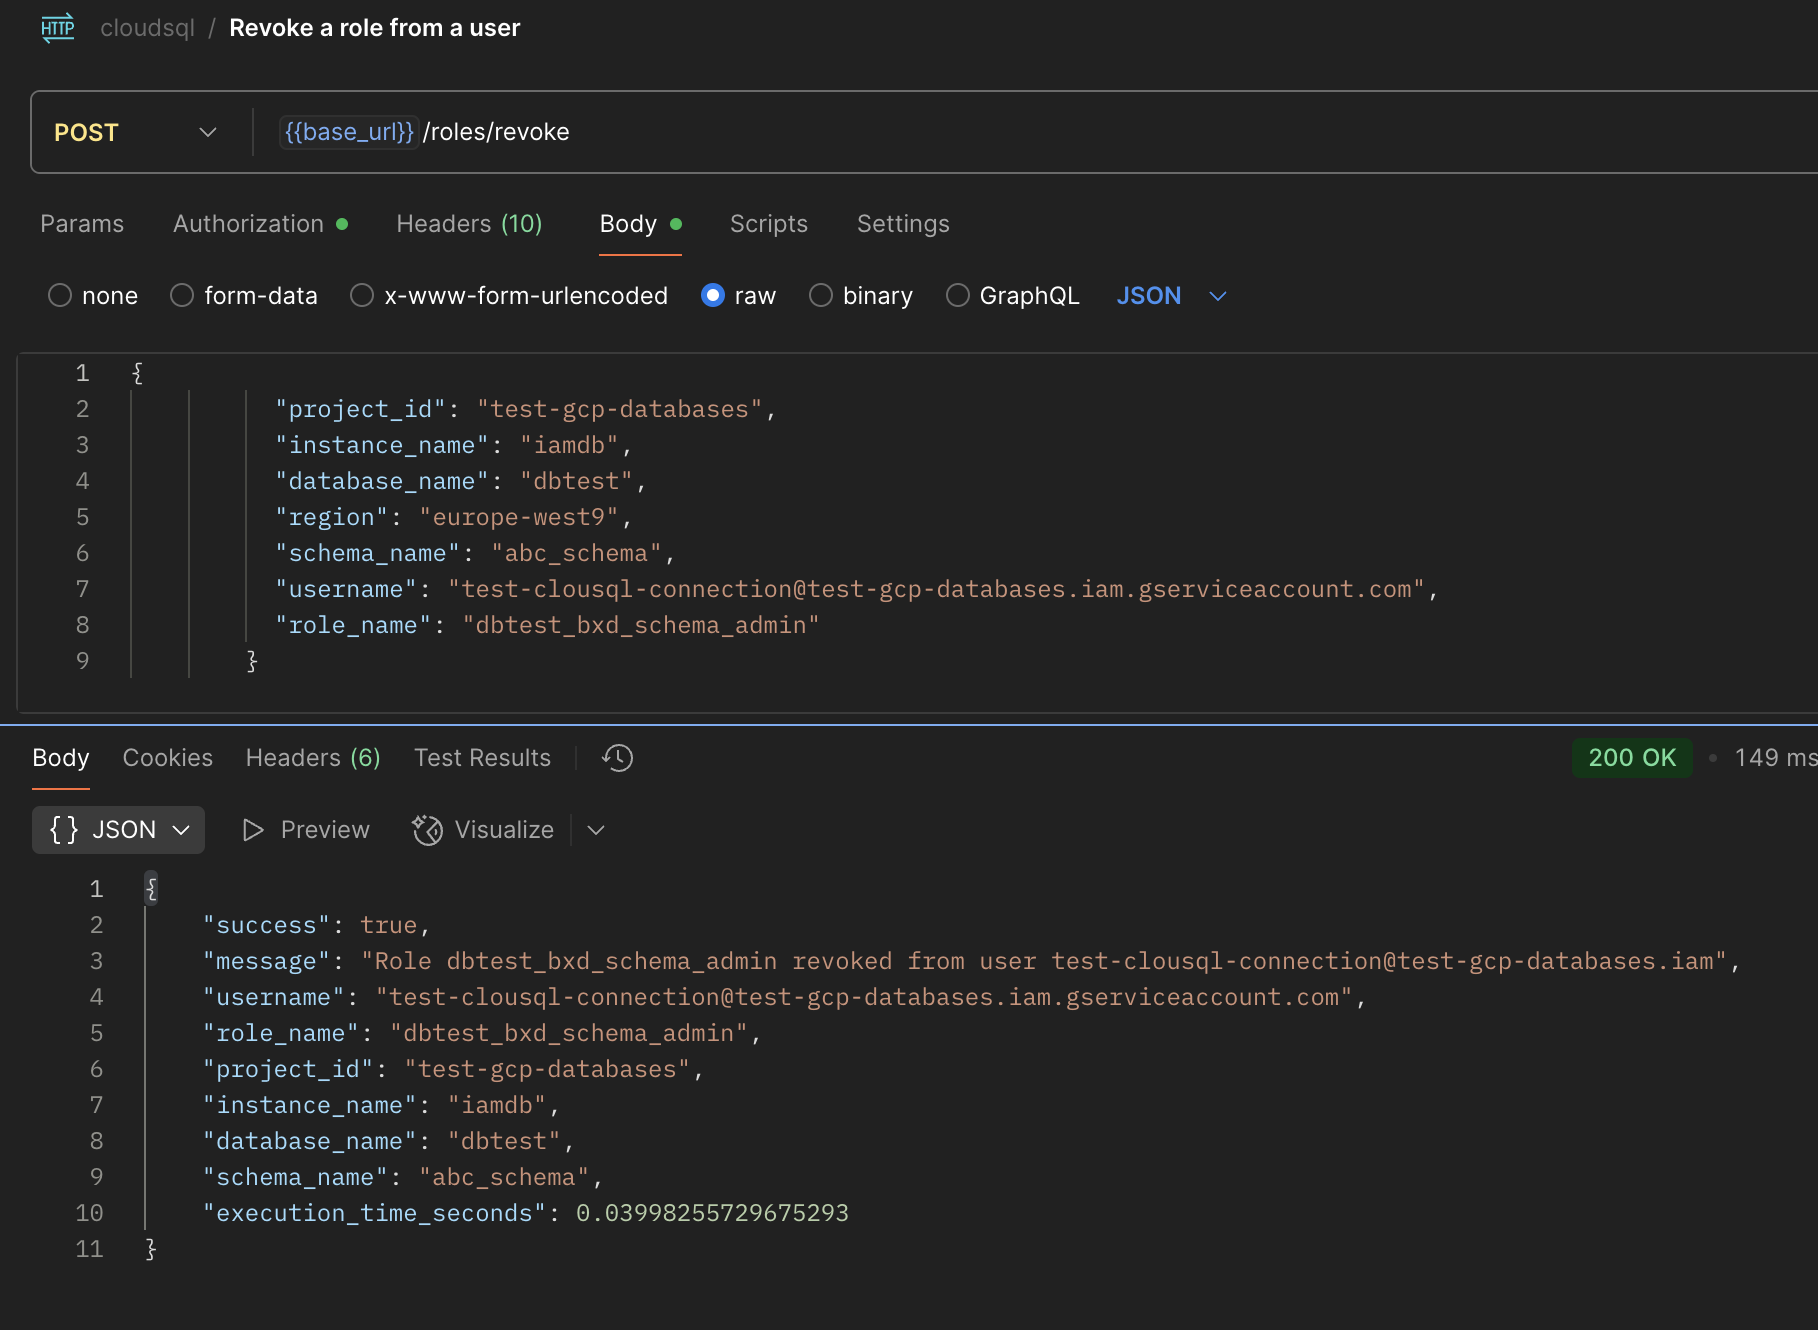 HTTP cloudsql / Revoke a role from a user
POST {{base_url}}/roles/revoke
Params Authorization Headers (10) Body Scripts Settings
none form-data x-www-form-urlencoded raw binary GraphQL JSON
1 {
2 "project_id": "test-gcp-databases",
3 "instance_name": "iamdb",
4 "database_name": "dbtest",
5 "region": "europe-west9",
6 "schema_name": "abc_schema",
7 "username": "test-clousql-connection@test-gcp-databases.iam.gserviceaccount.com",
8 "role_name": "dbtest_bxd_schema_admin"
9 }
Body Cookies Headers (6) Test Results 200 OK • 149 ms
{} JSON Preview Visualize
1 {
2 "success": true,
3 "message": "Role dbtest_bxd_schema_admin revoked from user test-clousql-connection@test-gcp-databases.iam",
4 "username": "test-clousql-connection@test-gcp-databases.iam.gserviceaccount.com",
5 "role_name": "dbtest_bxd_schema_admin",
6 "project_id": "test-gcp-databases",
7 "instance_name": "iamdb",
8 "database_name": "dbtest",
9 "schema_name": "abc_schema",
10 "execution_time_seconds": 0.03998255729675293
11 }